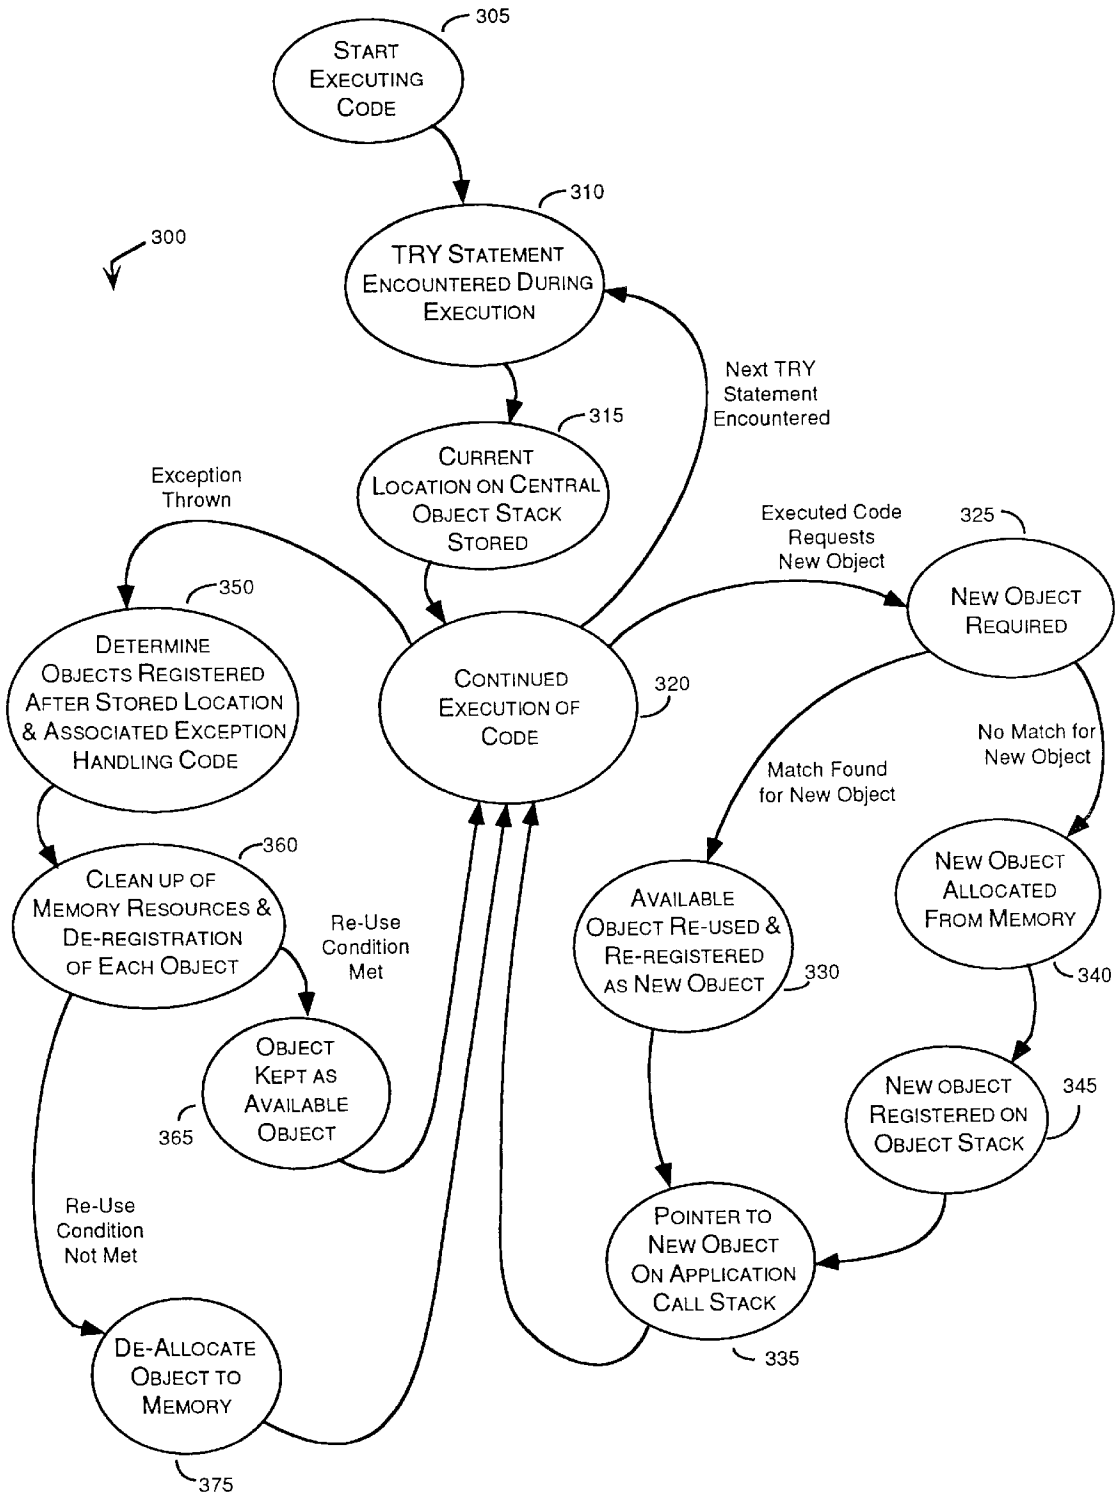 305
START
EXECUTING
CODE
310
300
TRY STATEMENT
ENCOUNTERED DURING
EXECUTION
Next TRY
Statement
Encountered
315
CURRENT
LOCATION ON CENTRAL
OBJECT STACK
STORED
Exception
Thrown
Executed Code
Requests
New Object
325
NEW OBJECT
REQUIRED
350
DETERMINE
OBJECTS REGISTERED
AFTER STORED LOCATION
& ASSOCIATED EXCEPTION
HANDLING CODE
CONTINUED
EXECUTION OF
CODE
320
No Match for
New Object
Match Found
for New Object
360
CLEAN UP OF
MEMORY RESOURCES &
DE-REGISTRATION
OF EACH OBJECT
Re-Use
Condition
Met
AVAILABLE
OBJECT RE-USED &
RE-REGISTERED
AS NEW OBJECT
330
NEW OBJECT
ALLOCATED
FROM MEMORY
340
OBJECT
KEPT AS
AVAILABLE
OBJECT
365
NEW OBJECT
REGISTERED ON
OBJECT STACK
345
Re-Use
Condition
Not Met
POINTER TO
NEW OBJECT
ON APPLICATION
CALL STACK
335
DE-ALLOCATE
OBJECT TO
MEMORY
375